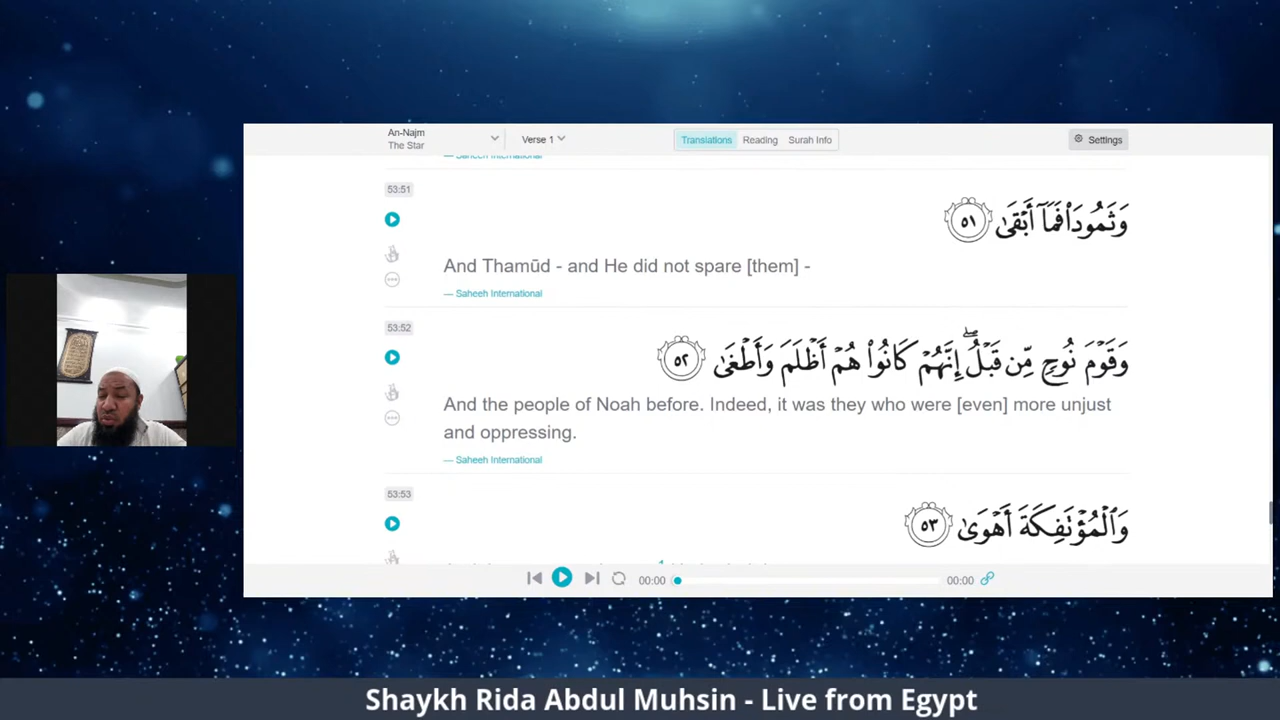 An-Najm
The Star
Verse 1
Translations
Reading
Surah Info
Settings
— Saheeh International
53:51
وَثَمُودَا۟ فَمَآ أَبْقَىٰ ٥١
And Thamūd - and He did not spare [them] -
— Saheeh International
53:52
وَقَوْمَ نُوحٍ مِّن قَبْلُ ۖ إِنَّهُمْ كَانُوا۟ هُمْ أَظْلَمَ وَأَطْغَىٰ ٥٢
And the people of Noah before. Indeed, it was they who were [even] more unjust
and oppressing.
— Saheeh International
53:53
وَٱلْمُؤْتَفِكَةَ أَهْوَىٰ ٥٣
00:00
00:00
Shaykh Rida Abdul Muhsin - Live from Egypt